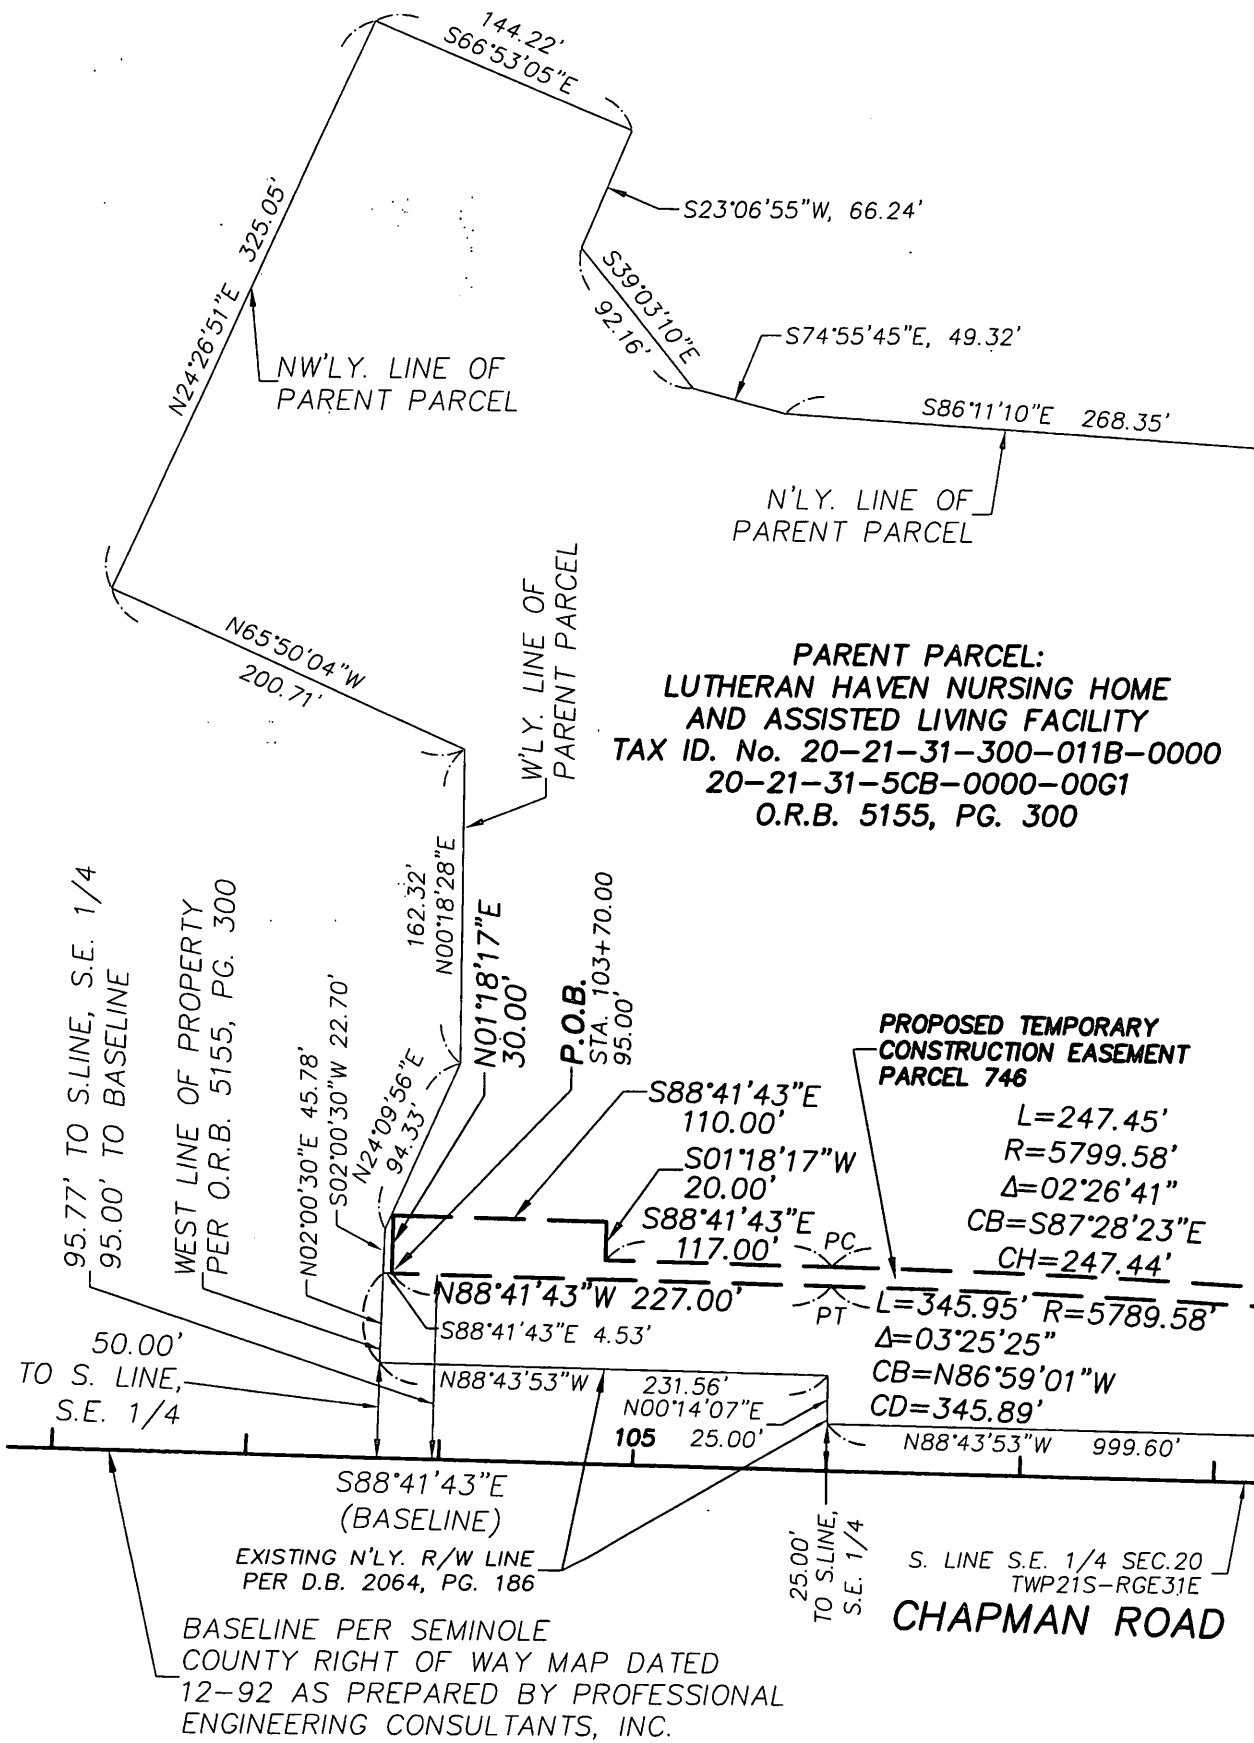 144.22'
S66°53'05"E
S23°06'55"W, 66.24'
325.05'
N24°26'51"E
S39°03'10"E
92.16'
S74°55'45"E, 49.32'
NW'LY. LINE OF
PARENT PARCEL
S86°11'10"E 268.35'
N'LY. LINE OF
PARENT PARCEL
N65°50'04"W
200.71'
W'LY. LINE OF
PARENT PARCEL
PARENT PARCEL:
LUTHERAN HAVEN NURSING HOME
AND ASSISTED LIVING FACILITY
TAX ID. No. 20-21-31-300-011B-0000
20-21-31-5CB-0000-00G1
O.R.B. 5155, PG. 300
95.77' TO S.LINE, S.E. 1/4
95.00' TO BASELINE
WEST LINE OF PROPERTY
PER O.R.B. 5155, PG. 300
N02°00'30"E 45.78'
S02°00'30"W 22.70'
N24°09'56"E
94.33'
162.32'
N00°18'28"E
N01°18'17"E
30.00'
P.O.B.
STA. 103+70.00
95.00'
PROPOSED TEMPORARY
CONSTRUCTION EASEMENT
PARCEL 746
S88°41'43"E
110.00'
S01°18'17"W
20.00'
S88°41'43"E
117.00'
PC
L=247.45'
R=5799.58'
Δ=02°26'41"
CB=S87°28'23"E
CH=247.44'
N88°41'43"W 227.00'
PT
L=345.95' R=5789.58'
Δ=03°25'25"
CB=N86°59'01"W
CD=345.89'
S88°41'43"E 4.53'
50.00'
TO S. LINE,
S.E. 1/4
N88°43'53"W 231.56'
N00°14'07"E
105 25.00'
N88°43'53"W 999.60'
S88°41'43"E
(BASELINE)
EXISTING N'LY. R/W LINE
PER D.B. 2064, PG. 186
25.00'
TO S.LINE,
S.E. 1/4
S. LINE S.E. 1/4 SEC.20
TWP21S-RGE31E
CHAPMAN ROAD
BASELINE PER SEMINOLE
COUNTY RIGHT OF WAY MAP DATED
12-92 AS PREPARED BY PROFESSIONAL
ENGINEERING CONSULTANTS, INC.